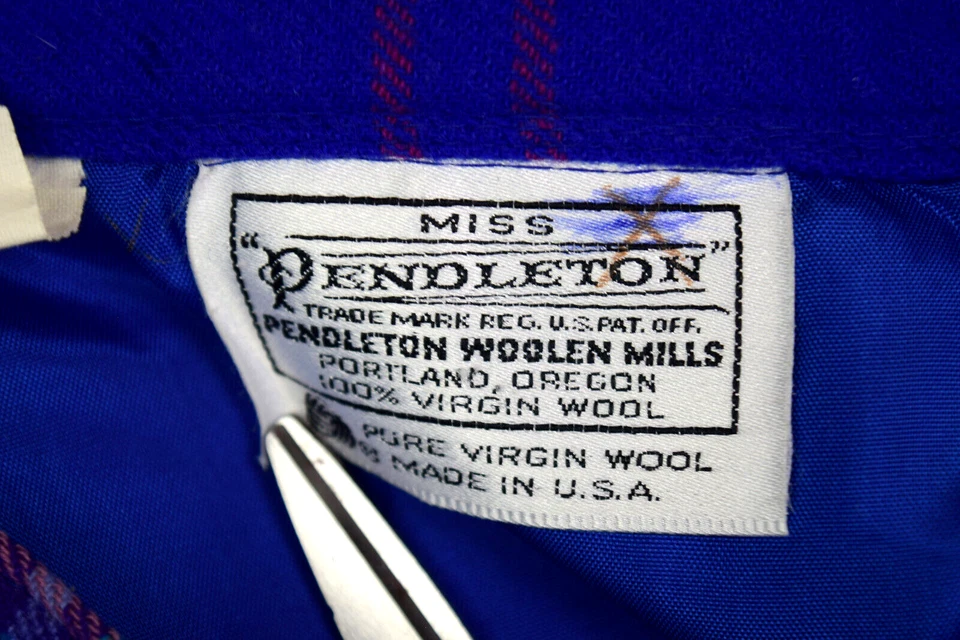 MISS
"PENDLETON"
TRADE MARK REG. U.S. PAT. OFF.
PENDLETON WOOLEN MILLS
PORTLAND, OREGON
100% VIRGIN WOOL
PURE VIRGIN WOOL
MADE IN U.S.A.